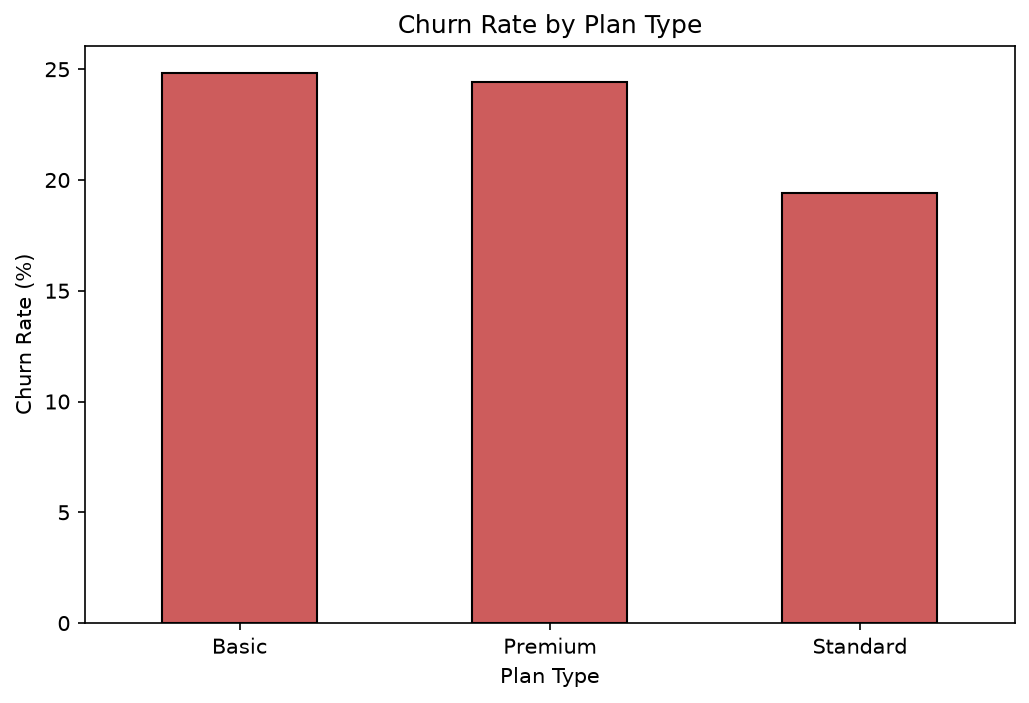 Churn Rate by Plan Type
Churn Rate (%)
25
20
15
10
5
0
Basic
Premium
Standard
Plan Type